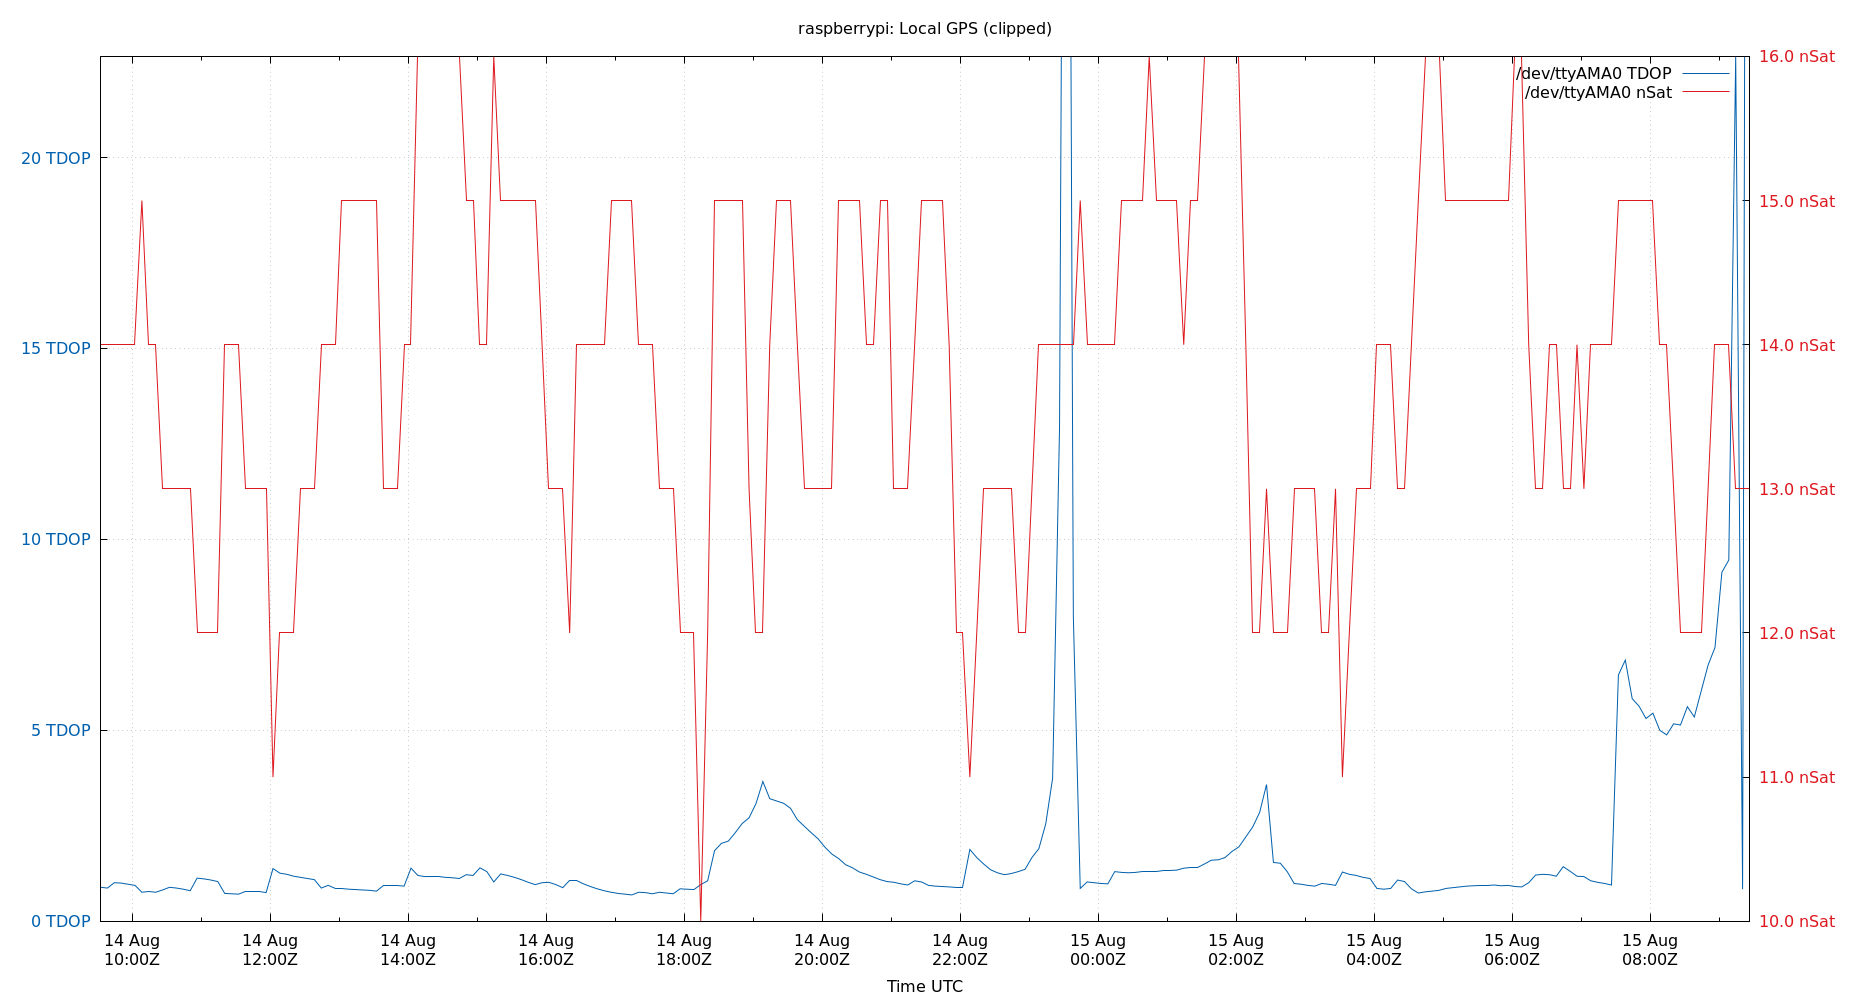 raspberrypi: Local GPS (clipped)
16.0 nSat
/dev/ttyAMA0 TDOP
/dev/ttyAMA0 nSat
20 TDOP
15.0 nSat
15 TDOP
14.0 nSat
13.0 nSat
10 TDOP
12.0 nSat
5 TDOP
11.0 nSat
0 TDOP
10.0 nSat
14 Aug 14 Aug 14 Aug 14 Aug 14 Aug 14 Aug 14 Aug 15 Aug 15 Aug 15 Aug 15 Aug 15 Aug
10:00Z 12:00Z 14:00Z 16:00Z 18:00Z 20:00Z 22:00Z 00:00Z 02:00Z 04:00Z 06:00Z 08:00Z
Time UTC